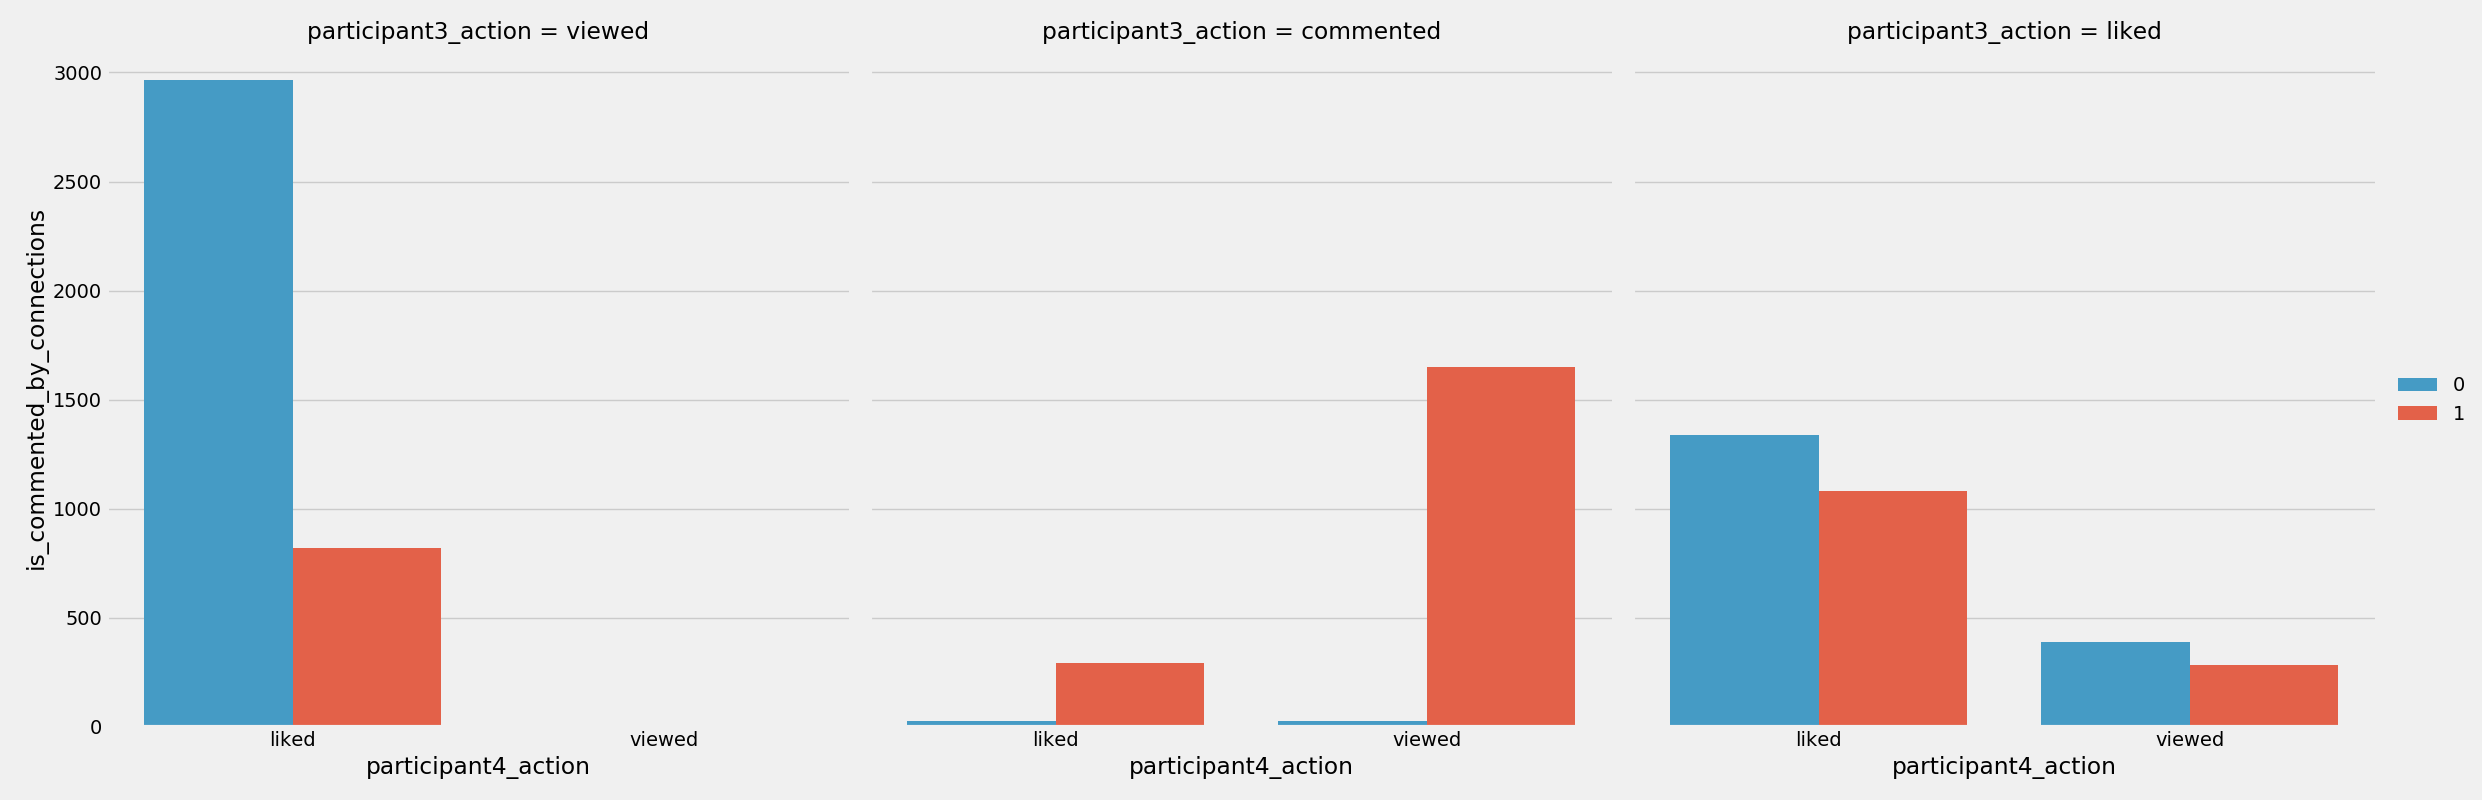 participant3_action = viewed
participant3_action = commented
participant3_action = liked
is_commented_by_connections
3000
2500
2000
1500
1000
500
0
liked
viewed
liked
viewed
liked
viewed
participant4_action
participant4_action
participant4_action
0
1